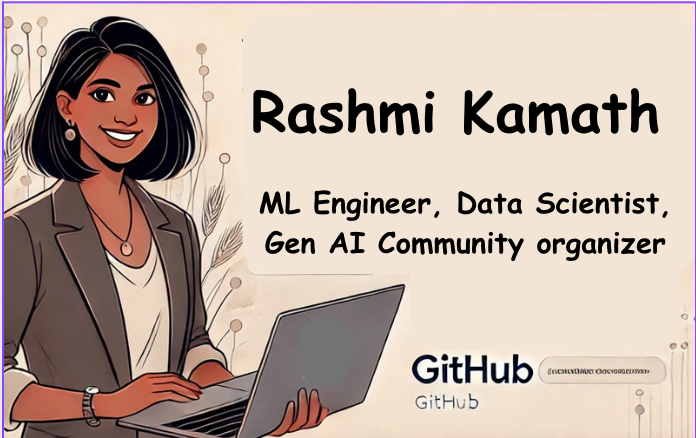 Rashmi Kamath
ML Engineer, Data Scientist,
Gen AI Community organizer
GitHub
GitHub